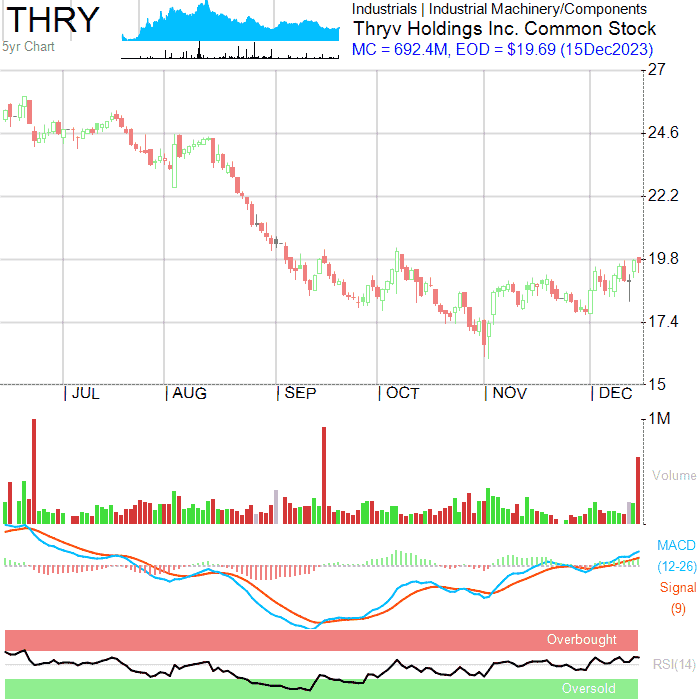 THRY
5yr Chart
Industrials | Industrial Machinery/Components
Thryv Holdings Inc. Common Stock
MC = 692.4M, EOD = $19.69 (15Dec2023)
27
24.6
22.2
19.8
17.4
15
| JUL | AUG | SEP | OCT | NOV | DEC
1M
Volume
MACD
(12-26)
Signal
(9)
Overbought
RSI(14)
Oversold